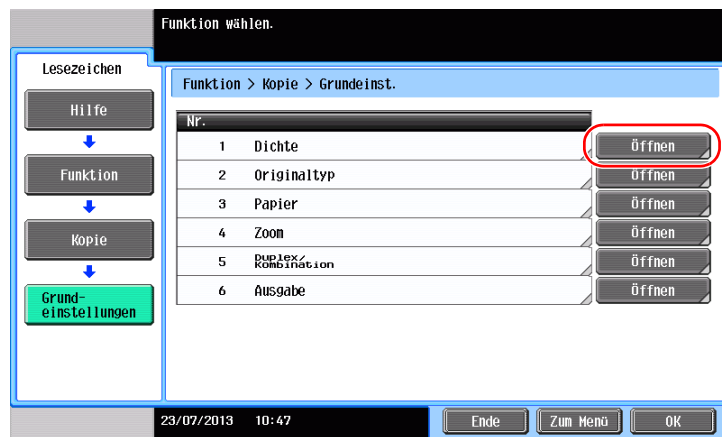 Funktion wählen.
Lesezeichen
Hilfe
Funktion
Kopie
Grund-
einstellungen
Funktion > Kopie > Grundeinst.
Nr.
1 Dichte Öffnen
2 Originaltyp Öffnen
3 Papier Öffnen
4 Zoom Öffnen
5 Duplex/
Kombination Öffnen
6 Ausgabe Öffnen
23/07/2013 10:47 Ende Zum Menü OK